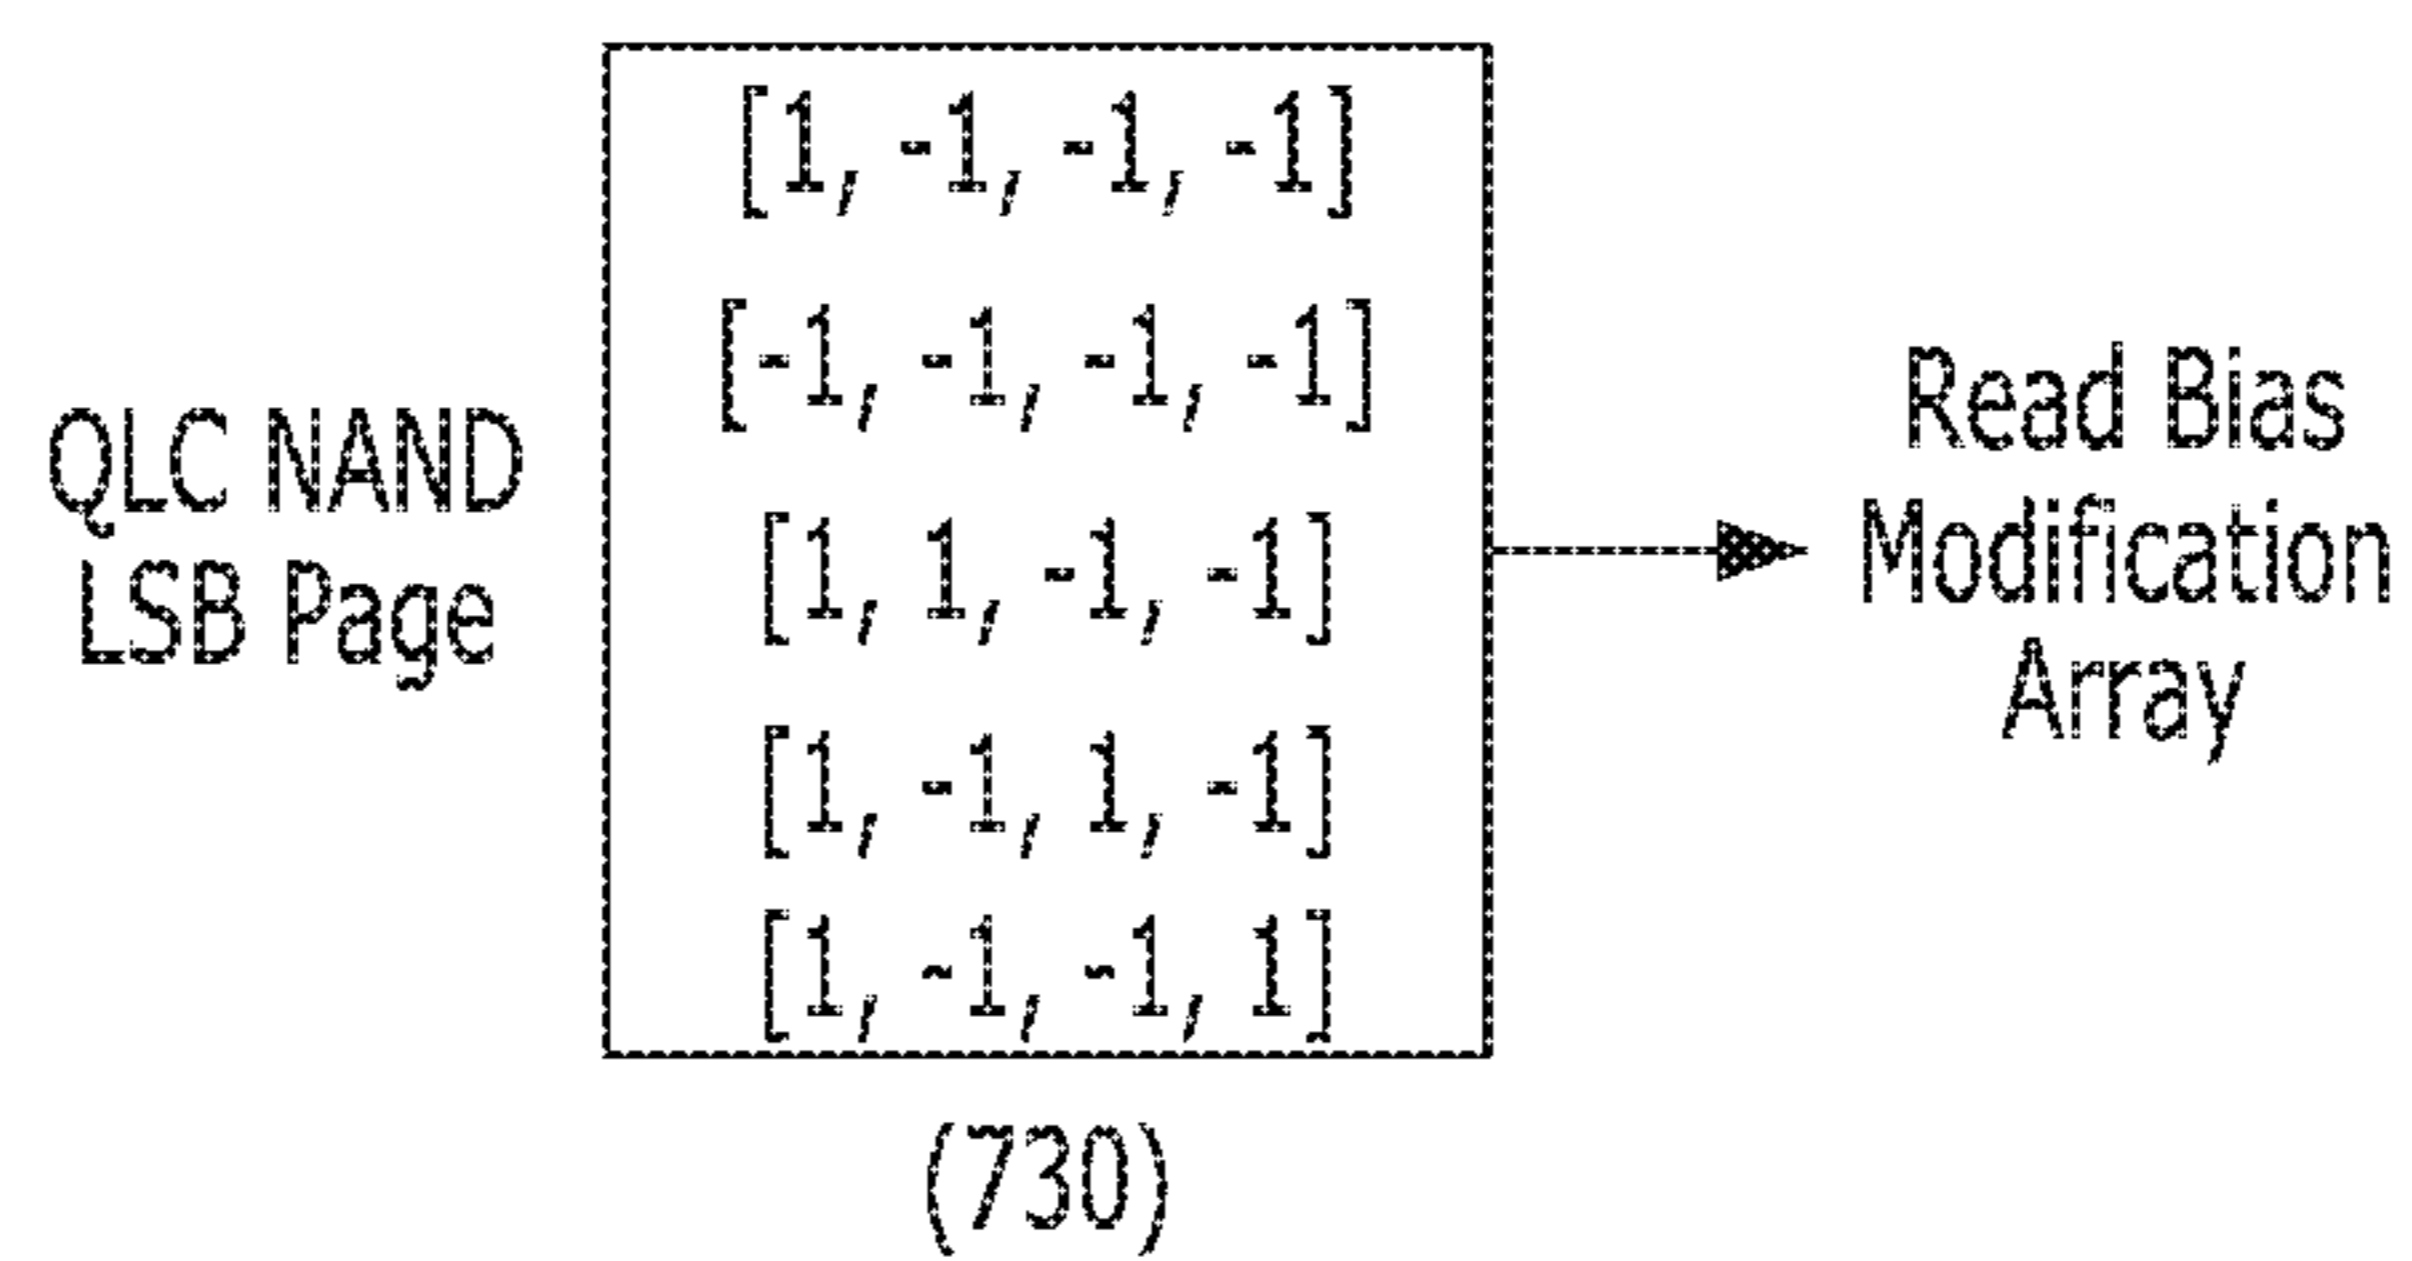 QLC NAND
LSB Page
[1, -1, -1, -1]
[-1, -1, -1, -1]
[1, 1, -1, -1]
[1, -1, 1, -1]
[1, -1, -1, 1]
(730)
Read Bias
Modification
Array